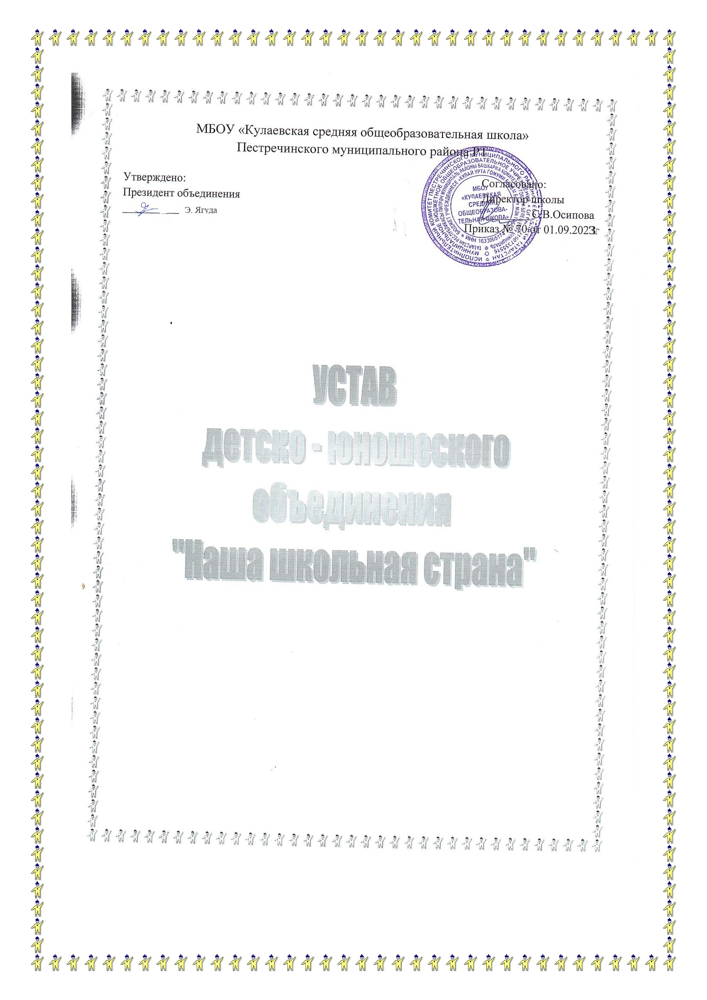 МБОУ «Кулаевская средняя общеобразовательная школа»
Пестречинского муниципального района РТ
Утверждено:
Президент объединения
Э. Ягуда
Согласовано:
Директор школы
С.В.Осипова
Приказ № 70 от 01.09.2023г
МБОУ
«КУЛАЕВСКАЯ
СРЕДНЯЯ
ОБЩЕОБРАЗОВА-
ТЕЛЬНАЯ ШКОЛА»
ИНН 1633005174
УСТАВ
детско - юношеского
объединения
"Наша школьная страна"